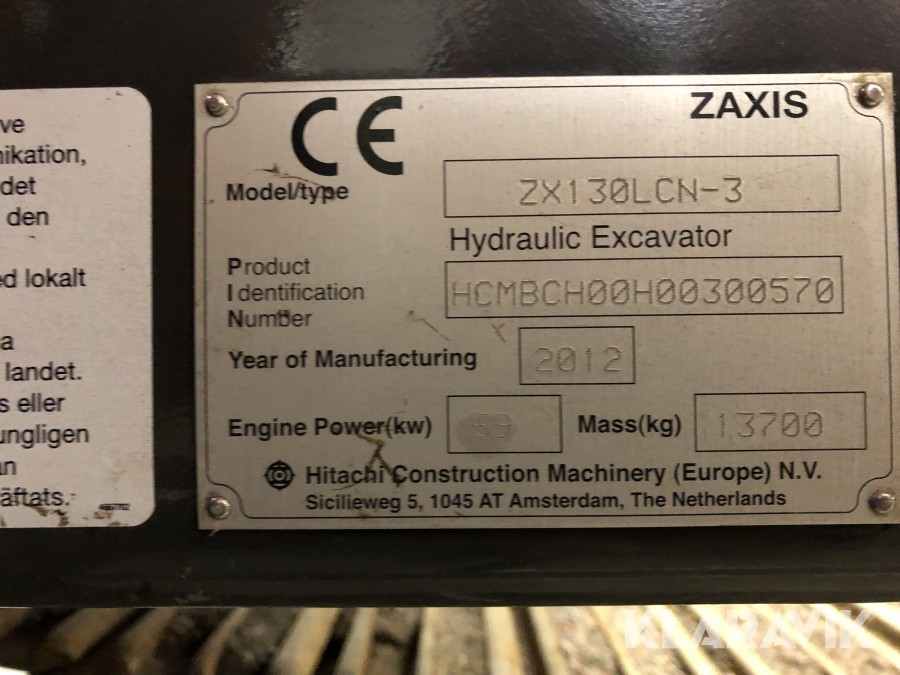 ve
nikation,
det
den
ed lokalt
a
landet.
s eller
ungligen
an
äftats.
CE
ZAXIS
Model/type ZX130LCN-3
Hydraulic Excavator
Product
Identification HCMBCH00H00300570
Number
Year of Manufacturing 2012
Engine Power(kw) 69 Mass(kg) 13700
Hitachi Construction Machinery (Europe) N.V.
Sicilieweg 5, 1045 AT Amsterdam, The Netherlands
KLARAVIK